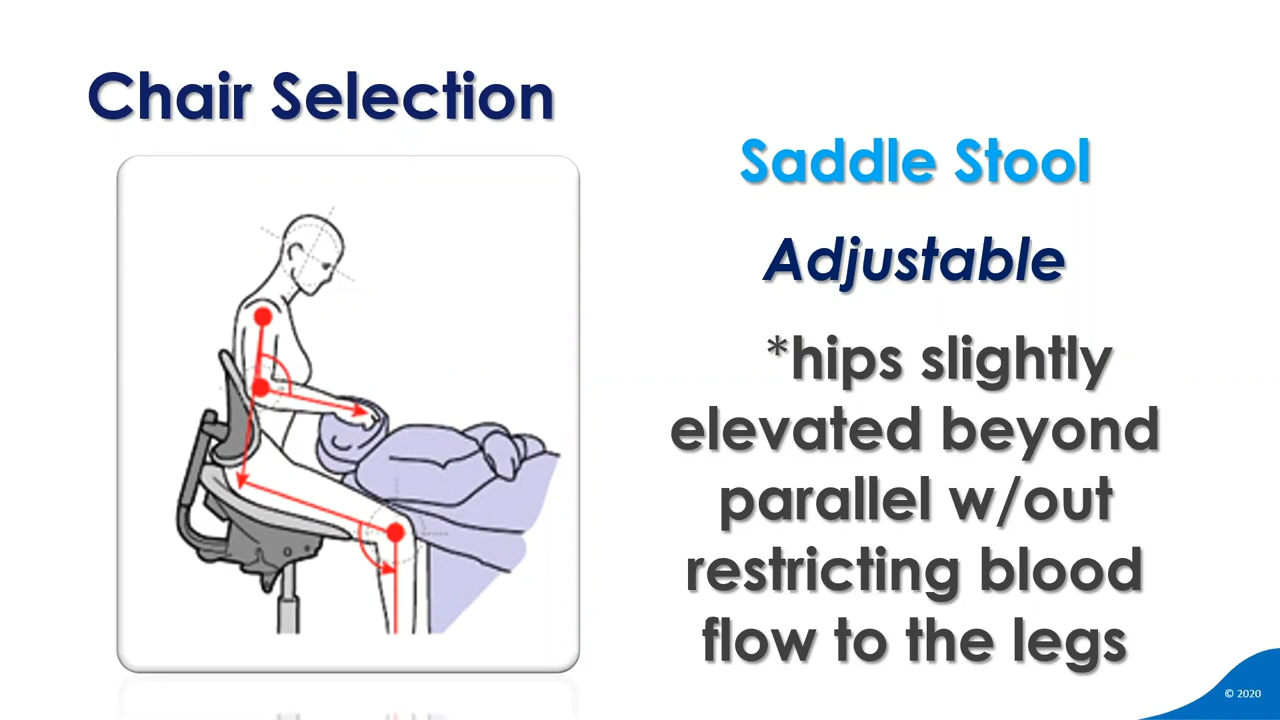 Chair Selection
Saddle Stool
Adjustable
*hips slightly
elevated beyond
parallel w/out
restricting blood
flow to the legs
© 2020